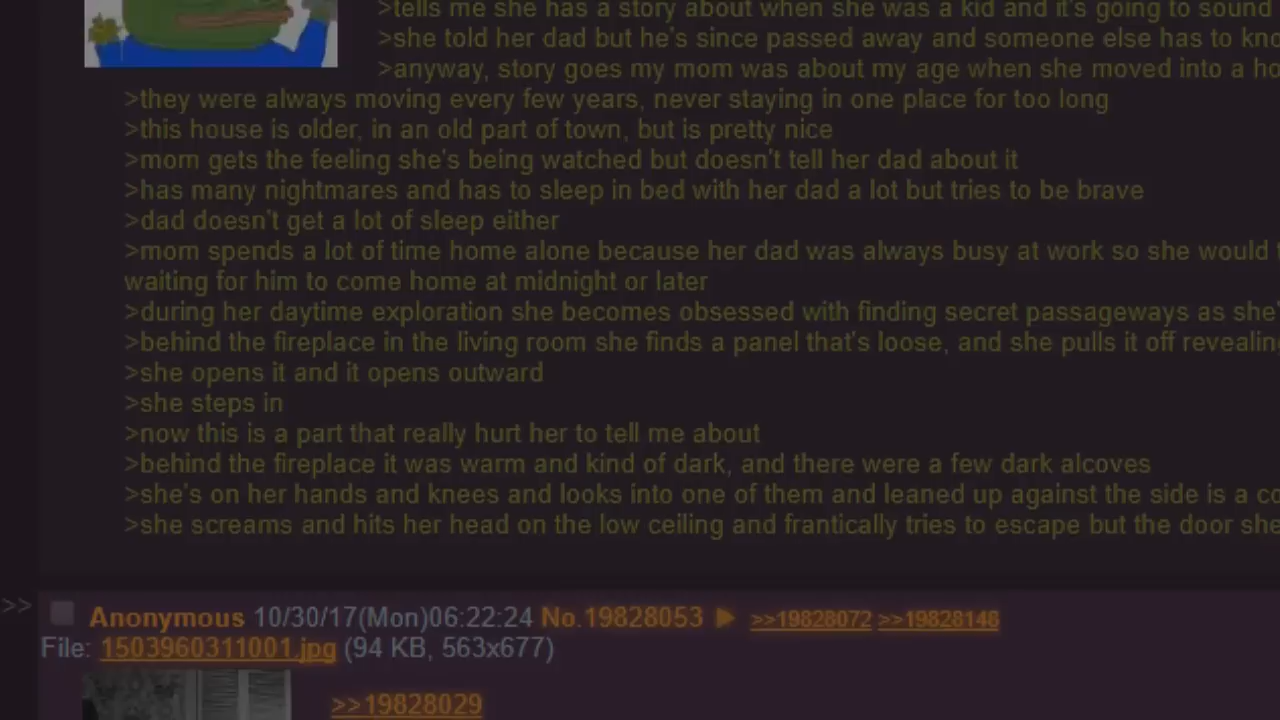 >tells me she has a story about when she was a kid and it's going to sound
>she told her dad but he's since passed away and someone else has to kno
>anyway, story goes my mom was about my age when she moved into a ho
>they were always moving every few years, never staying in one place for too long
>this house is older, in an old part of town, but is pretty nice
>mom gets the feeling she's being watched but doesn't tell her dad about it
>has many nightmares and has to sleep in bed with her dad a lot but tries to be brave
>dad doesn't get a lot of sleep either
>mom spends a lot of time home alone because her dad was always busy at work so she would
waiting for him to come home at midnight or later
>during her daytime exploration she becomes obsessed with finding secret passageways as she'
>behind the fireplace in the living room she finds a panel that's loose, and she pulls it off revealin
>she opens it and it opens outward
>she steps in
>now this is a part that really hurt her to tell me about
>behind the fireplace it was warm and kind of dark, and there were a few dark alcoves
>she's on her hands and knees and looks into one of them and leaned up against the side is a co
>she screams and hits her head on the low ceiling and frantically tries to escape but the door she
>> Anonymous 10/30/17(Mon)06:22:24 No.19828053 ▶ >>19828072 >>19828148
File: 1503960311001.jpg (94 KB, 563x677)
>>19828029